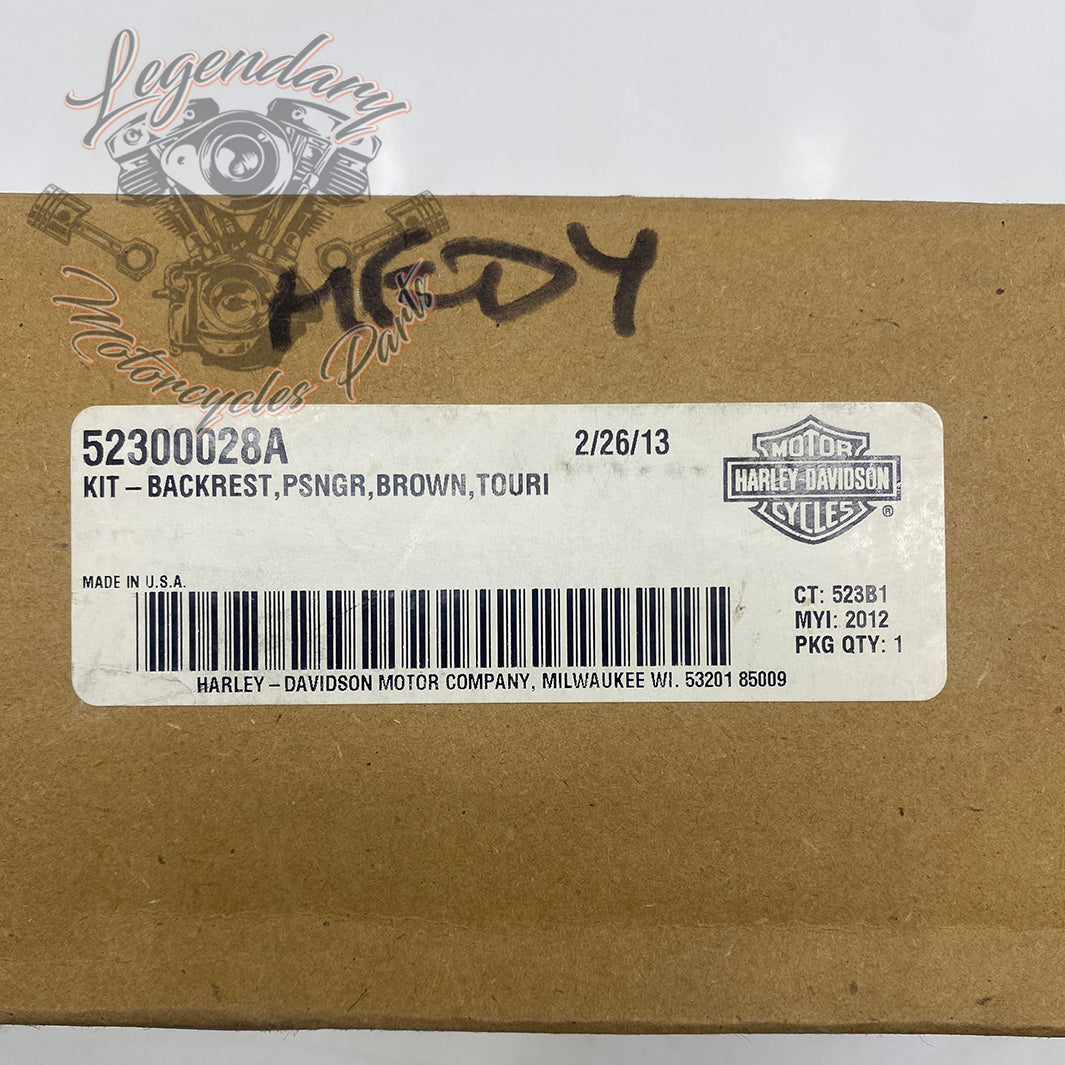 Legendary
Motorcycles Parts
HEDY
52300028A 2/26/13
KIT – BACKREST,PSNGR,BROWN,TOURI
MOTOR
HARLEY-DAVIDSON
CYCLES ®
MADE IN U.S.A.
CT: 523B1
MYI: 2012
PKG QTY: 1
HARLEY – DAVIDSON MOTOR COMPANY, MILWAUKEE WI. 53201 85009